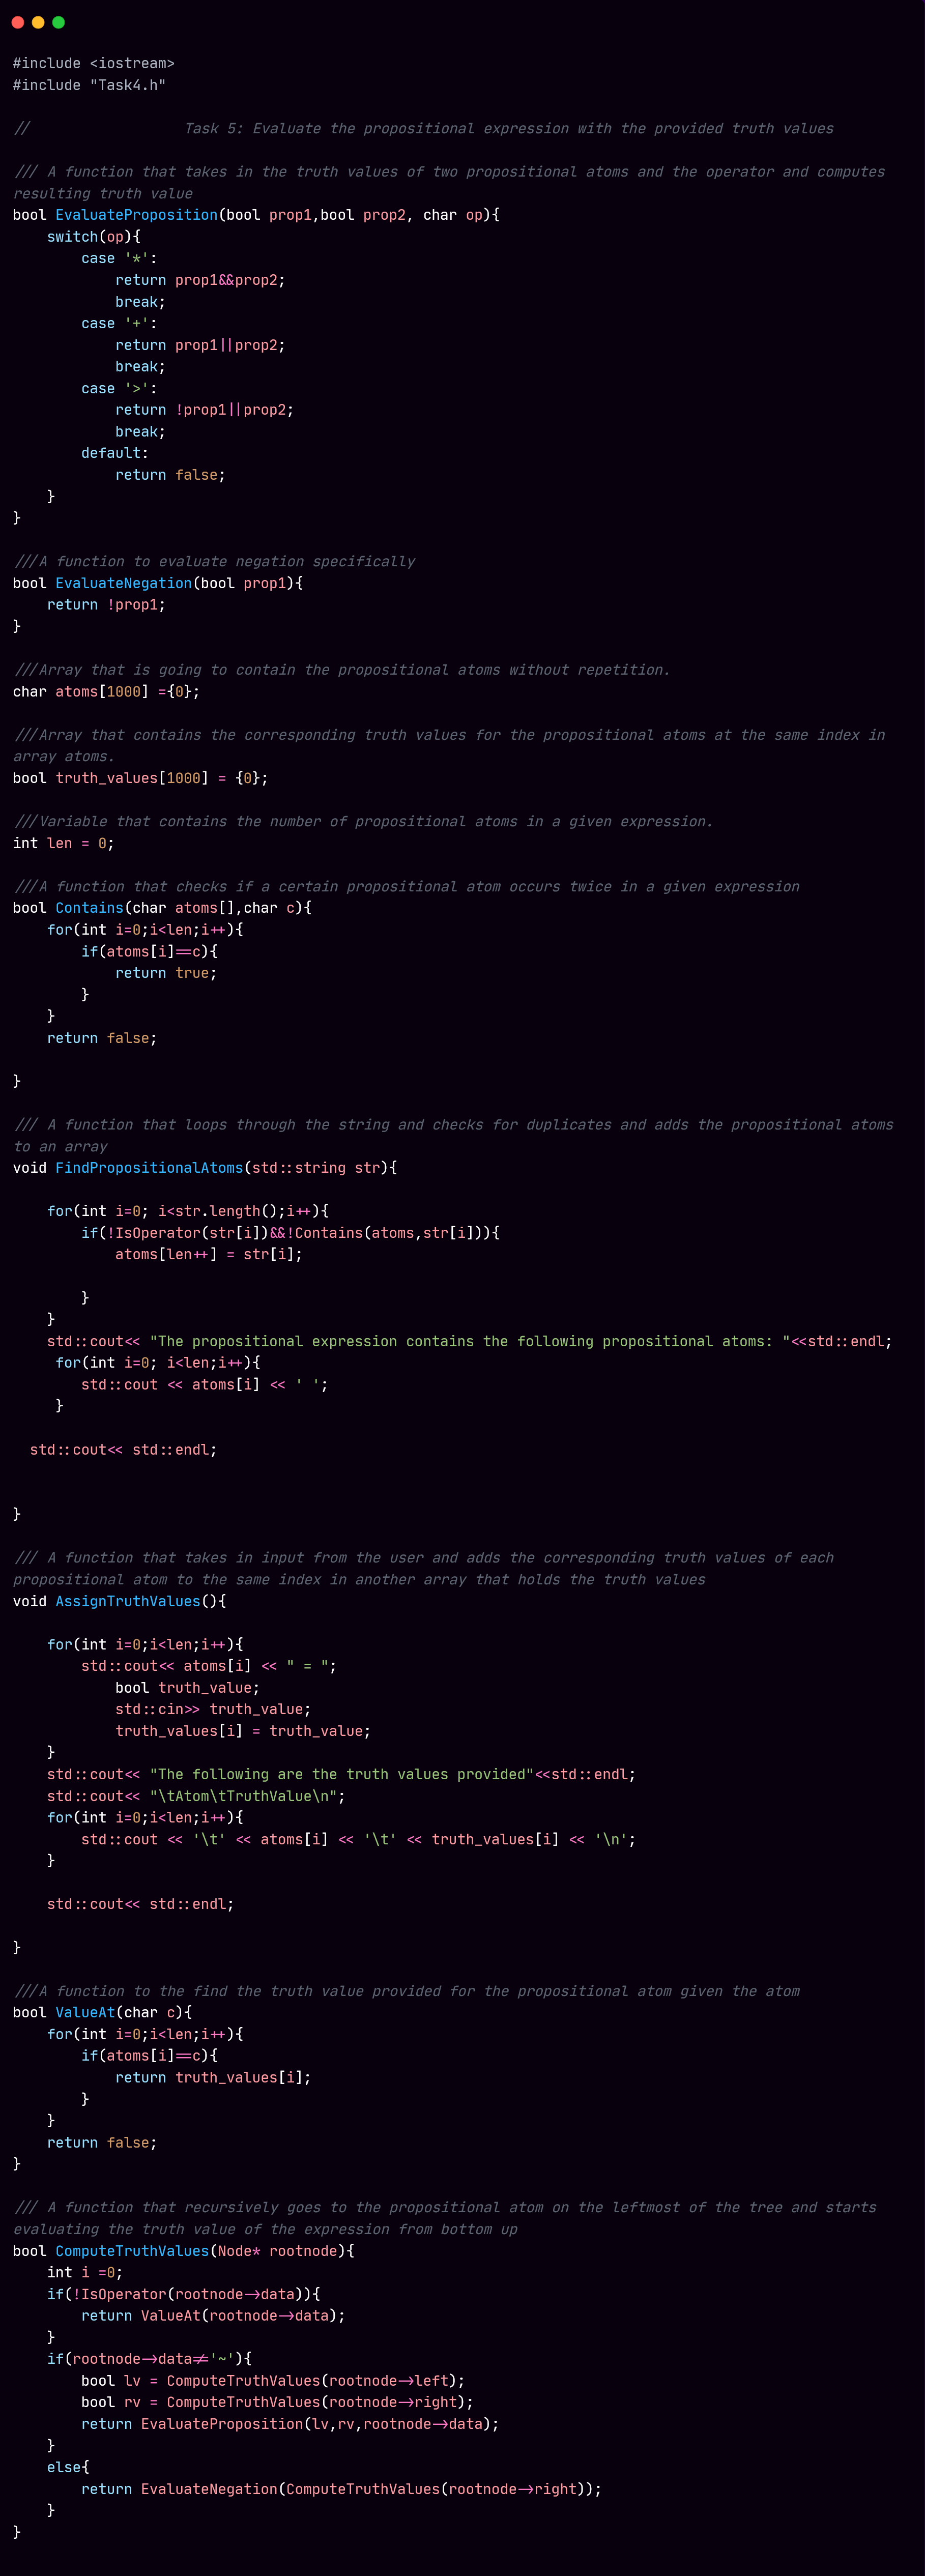 #include <iostream>
#include "Task4.h"
//                  Task 5: Evaluate the propositional expression with the provided truth values
/// A function that takes in the truth values of two propositional atoms and the operator and computes
resulting truth value
bool EvaluateProposition(bool prop1,bool prop2, char op){
    switch(op){
        case '*':
            return prop1&&prop2;
            break;
        case '+':
            return prop1||prop2;
            break;
        case '>':
            return !prop1||prop2;
            break;
        default:
            return false;
    }
}
///A function to evaluate negation specifically
bool EvaluateNegation(bool prop1){
    return !prop1;
}
///Array that is going to contain the propositional atoms without repetition.
char atoms[1000] ={0};
///Array that contains the corresponding truth values for the propositional atoms at the same index in
array atoms.
bool truth_values[1000] = {0};
///Variable that contains the number of propositional atoms in a given expression.
int len = 0;
///A function that checks if a certain propositional atom occurs twice in a given expression
bool Contains(char atoms[],char c){
    for(int i=0;i<len;i++){
        if(atoms[i]==c){
            return true;
        }
    }
    return false;
}
/// A function that loops through the string and checks for duplicates and adds the propositional atoms
to an array
void FindPropositionalAtoms(std::string str){
    for(int i=0; i<str.length();i++){
        if(!IsOperator(str[i])&&!Contains(atoms,str[i])){
            atoms[len++] = str[i];
        }
    }
    std::cout<< "The propositional expression contains the following propositional atoms: "<<std::endl;
     for(int i=0; i<len;i++){
        std::cout << atoms[i] << ' ';
     }
  std::cout<< std::endl;
}
/// A function that takes in input from the user and adds the corresponding truth values of each
propositional atom to the same index in another array that holds the truth values
void AssignTruthValues(){
    for(int i=0;i<len;i++){
        std::cout<< atoms[i] << " = ";
            bool truth_value;
            std::cin>> truth_value;
            truth_values[i] = truth_value;
    }
    std::cout<< "The following are the truth values provided"<<std::endl;
    std::cout<< "\tAtom\tTruthValue\n";
    for(int i=0;i<len;i++){
        std::cout << '\t' << atoms[i] << '\t' << truth_values[i] << '\n';
    }
    std::cout<< std::endl;
}
///A function to the find the truth value provided for the propositional atom given the atom
bool ValueAt(char c){
    for(int i=0;i<len;i++){
        if(atoms[i]==c){
            return truth_values[i];
        }
    }
    return false;
}
/// A function that recursively goes to the propositional atom on the leftmost of the tree and starts
evaluating the truth value of the expression from bottom up
bool ComputeTruthValues(Node* rootnode){
    int i =0;
    if(!IsOperator(rootnode->data)){
        return ValueAt(rootnode->data);
    }
    if(rootnode->data!='~'){
        bool lv = ComputeTruthValues(rootnode->left);
        bool rv = ComputeTruthValues(rootnode->right);
        return EvaluateProposition(lv,rv,rootnode->data);
    }
    else{
        return EvaluateNegation(ComputeTruthValues(rootnode->right));
    }
}